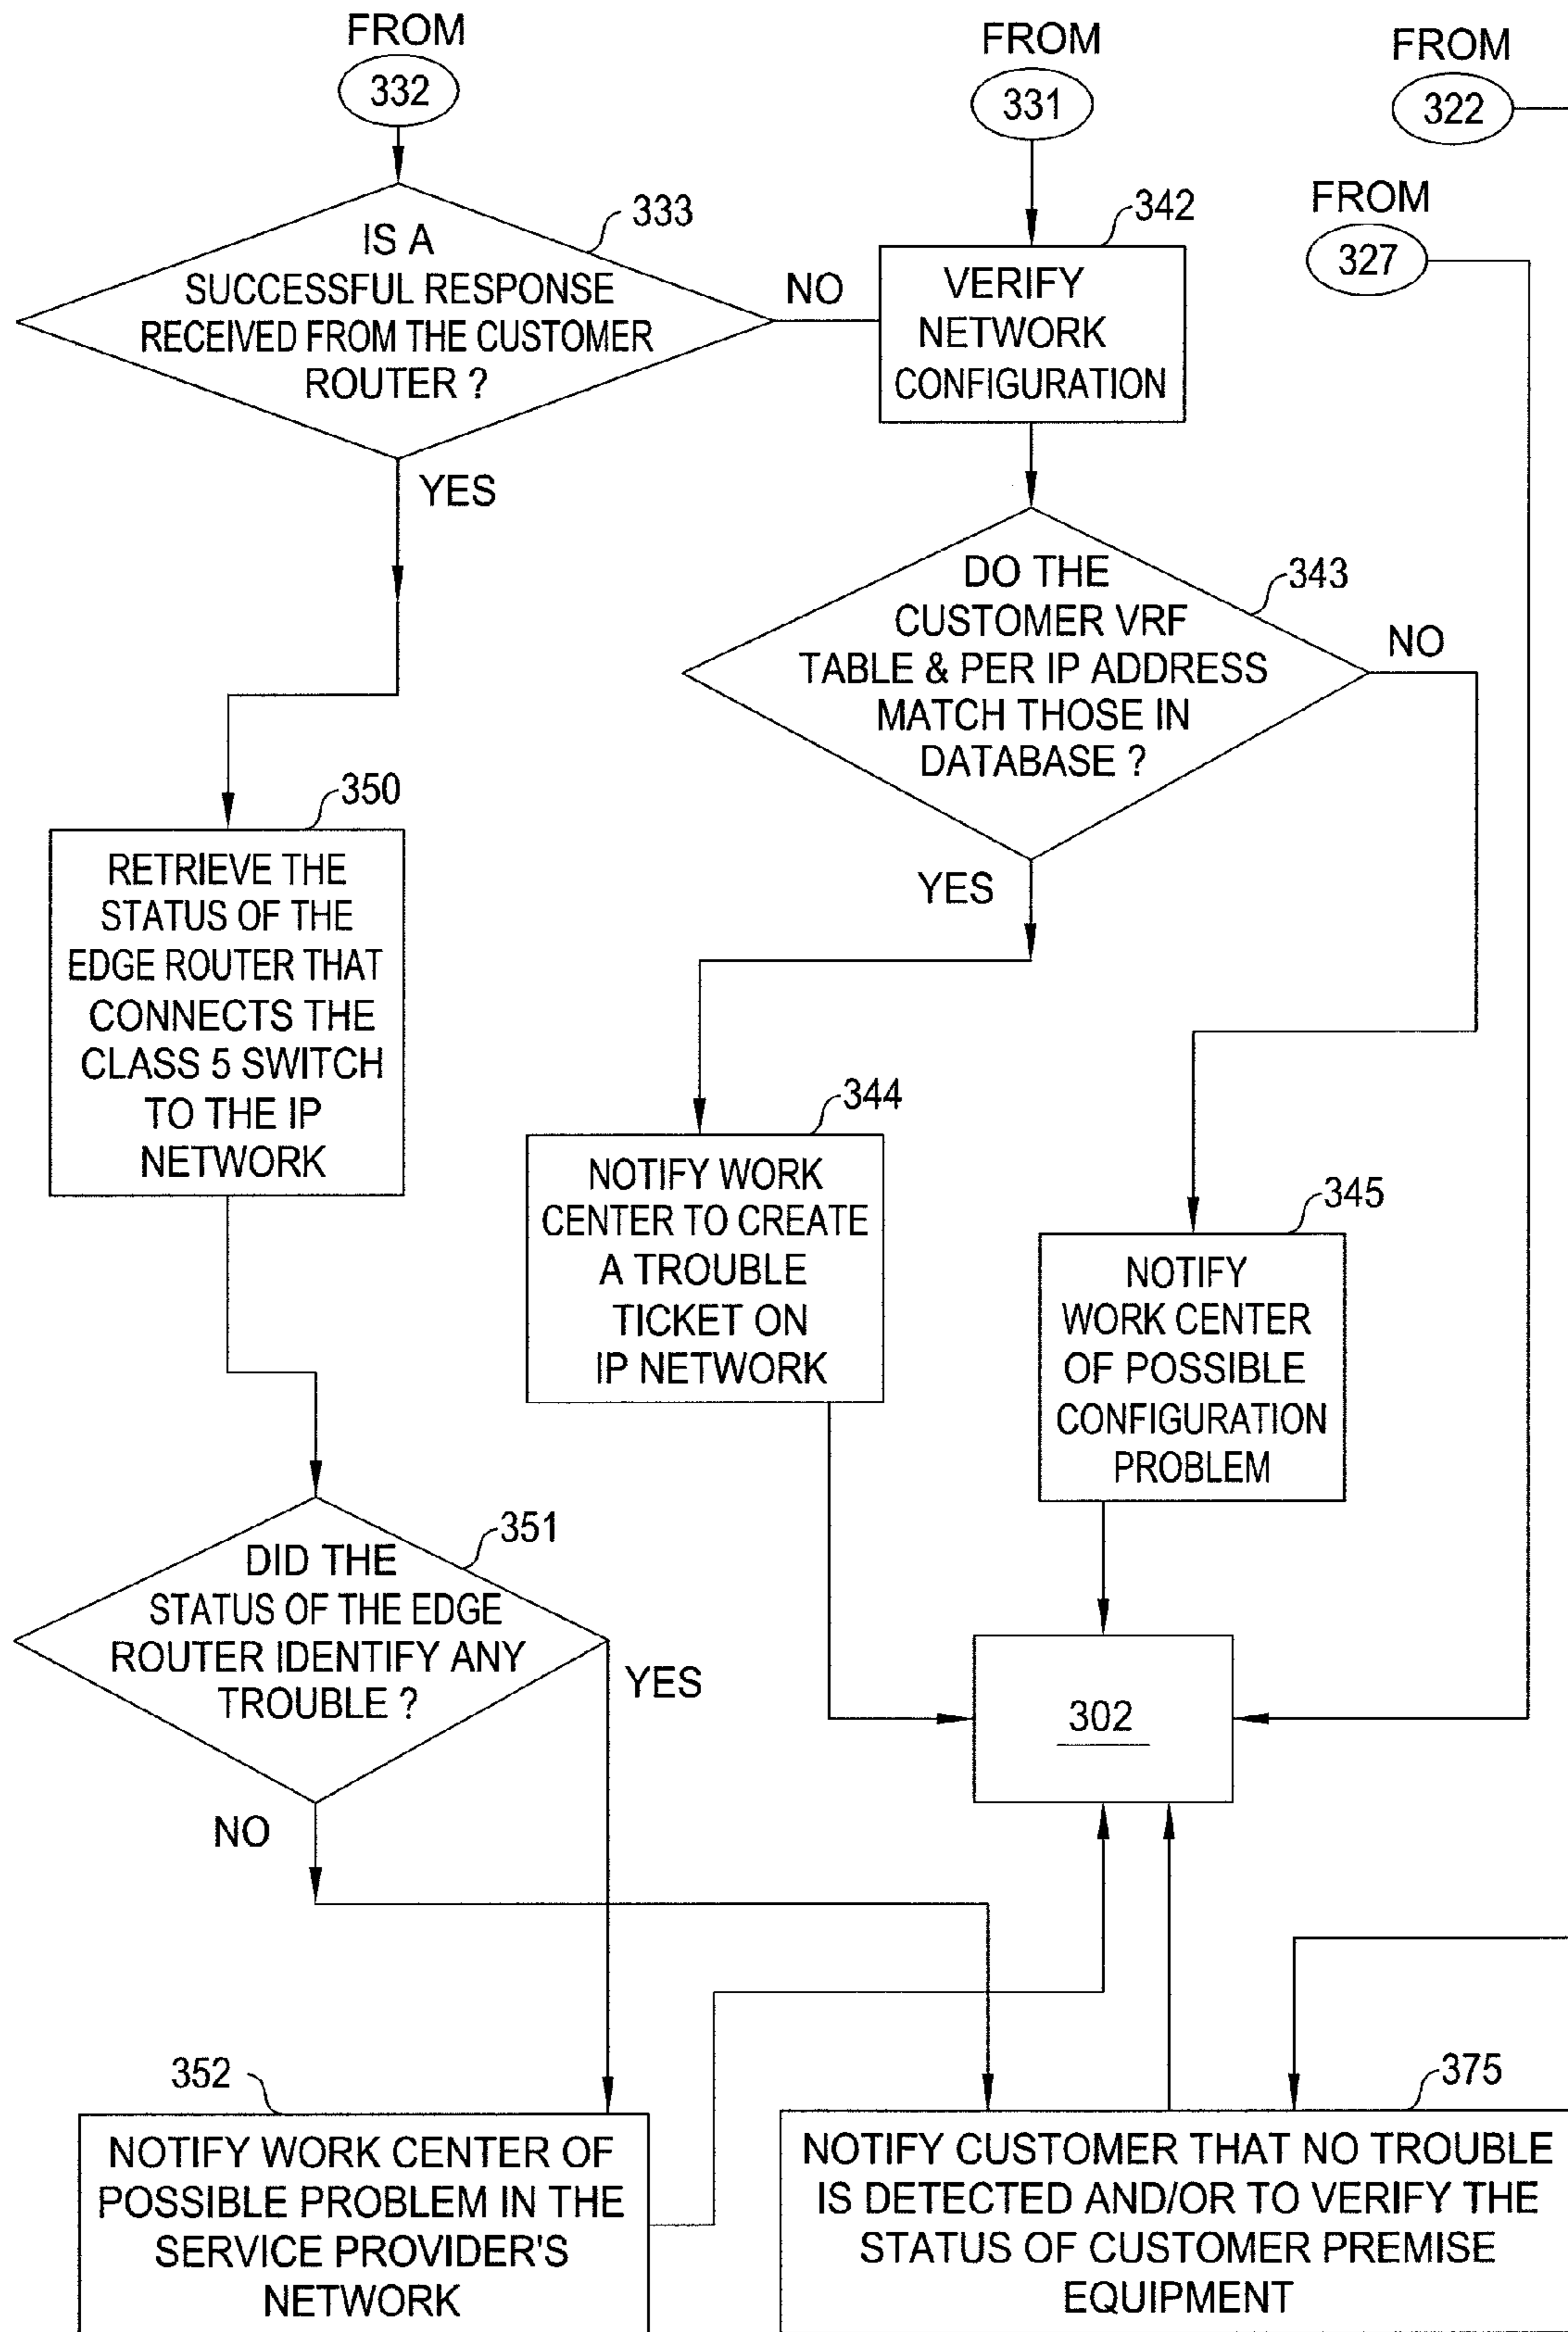 FROM
332
FROM
331
FROM
322
FROM
327
333
IS A
SUCCESSFUL RESPONSE
RECEIVED FROM THE CUSTOMER
ROUTER ?
NO
YES
342
VERIFY
NETWORK
CONFIGURATION
343
DO THE
CUSTOMER VRF
TABLE & PER IP ADDRESS
MATCH THOSE IN
DATABASE ?
NO
YES
350
RETRIEVE THE
STATUS OF THE
EDGE ROUTER THAT
CONNECTS THE
CLASS 5 SWITCH
TO THE IP
NETWORK
344
NOTIFY WORK
CENTER TO CREATE
A TROUBLE
TICKET ON
IP NETWORK
345
NOTIFY
WORK CENTER
OF POSSIBLE
CONFIGURATION
PROBLEM
351
DID THE
STATUS OF THE EDGE
ROUTER IDENTIFY ANY
TROUBLE ?
YES
NO
302
352
NOTIFY WORK CENTER OF
POSSIBLE PROBLEM IN THE
SERVICE PROVIDER'S
NETWORK
375
NOTIFY CUSTOMER THAT NO TROUBLE
IS DETECTED AND/OR TO VERIFY THE
STATUS OF CUSTOMER PREMISE
EQUIPMENT